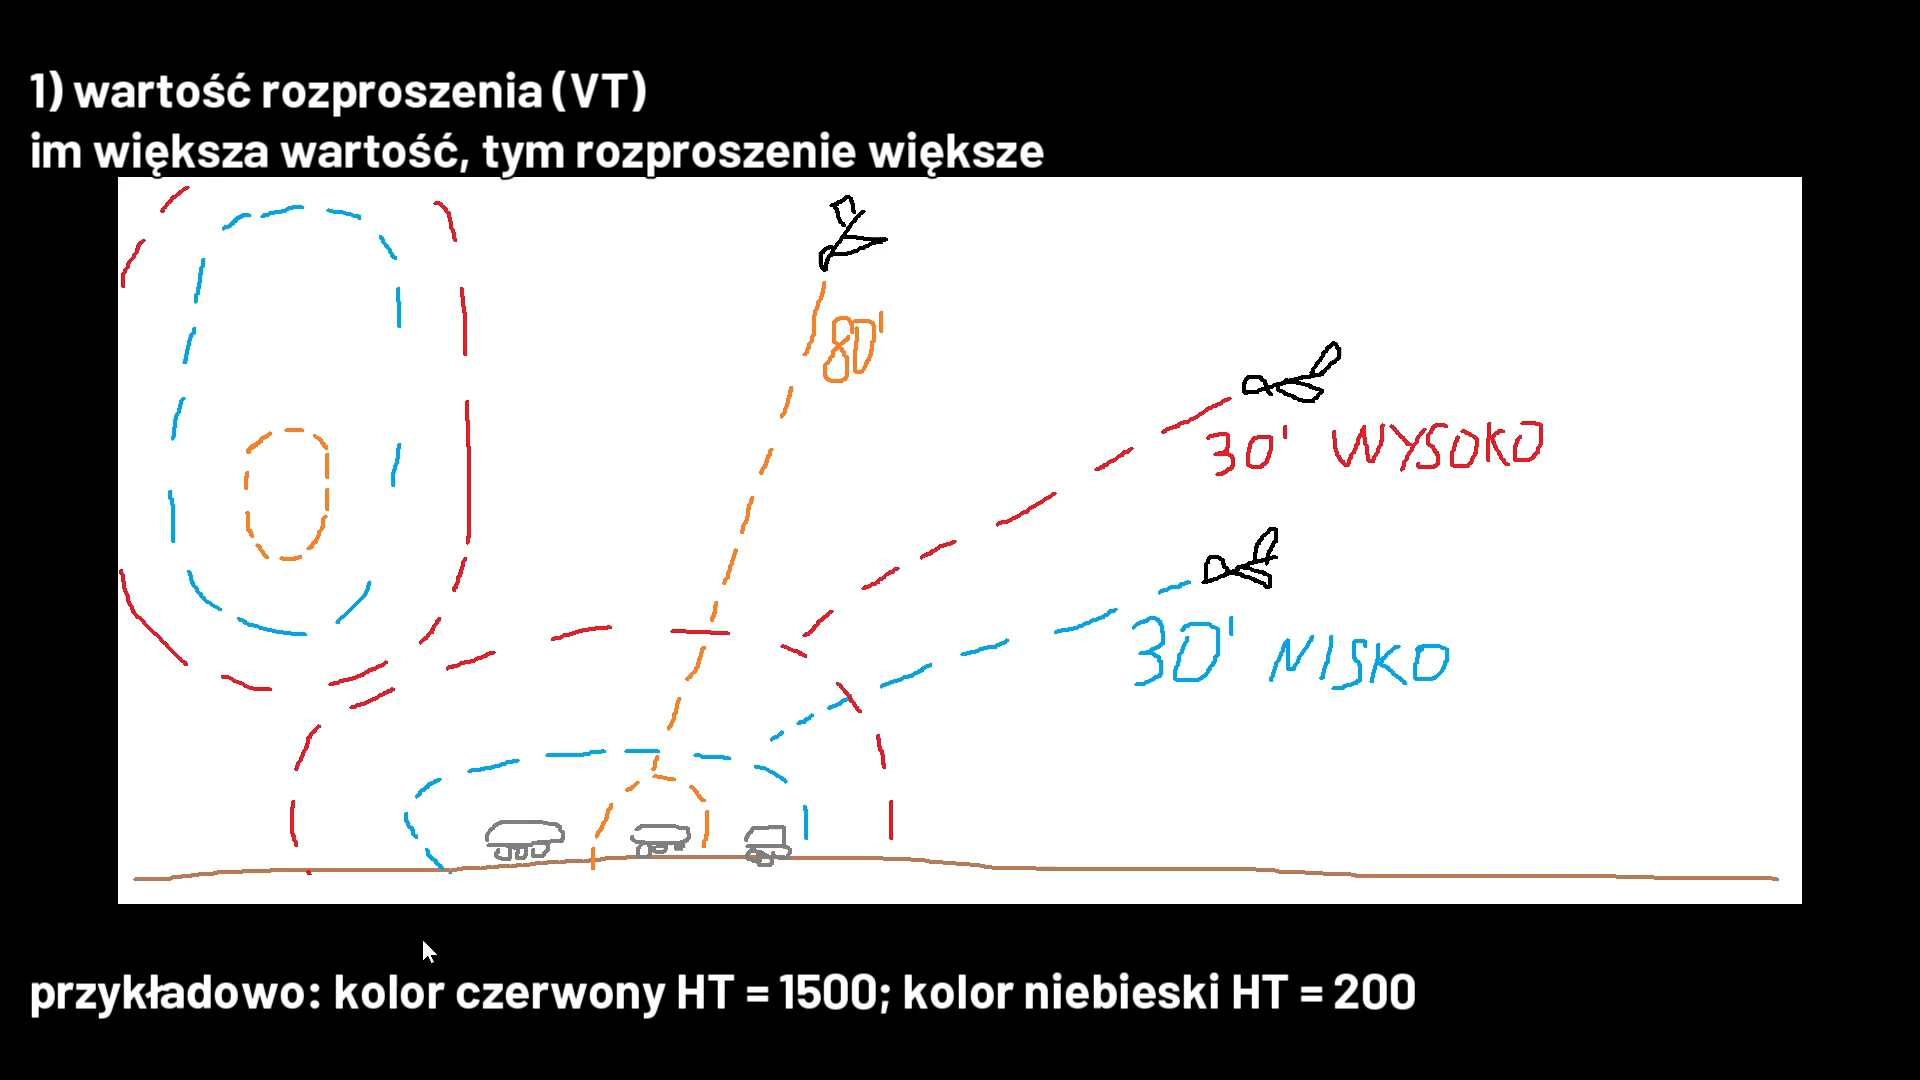 1) wartość rozproszenia (VT)
im większa wartość, tym rozproszenie większe
80'
30' WYSOKO
30' NISKO
przykładowo: kolor czerwony HT = 1500; kolor niebieski HT = 200